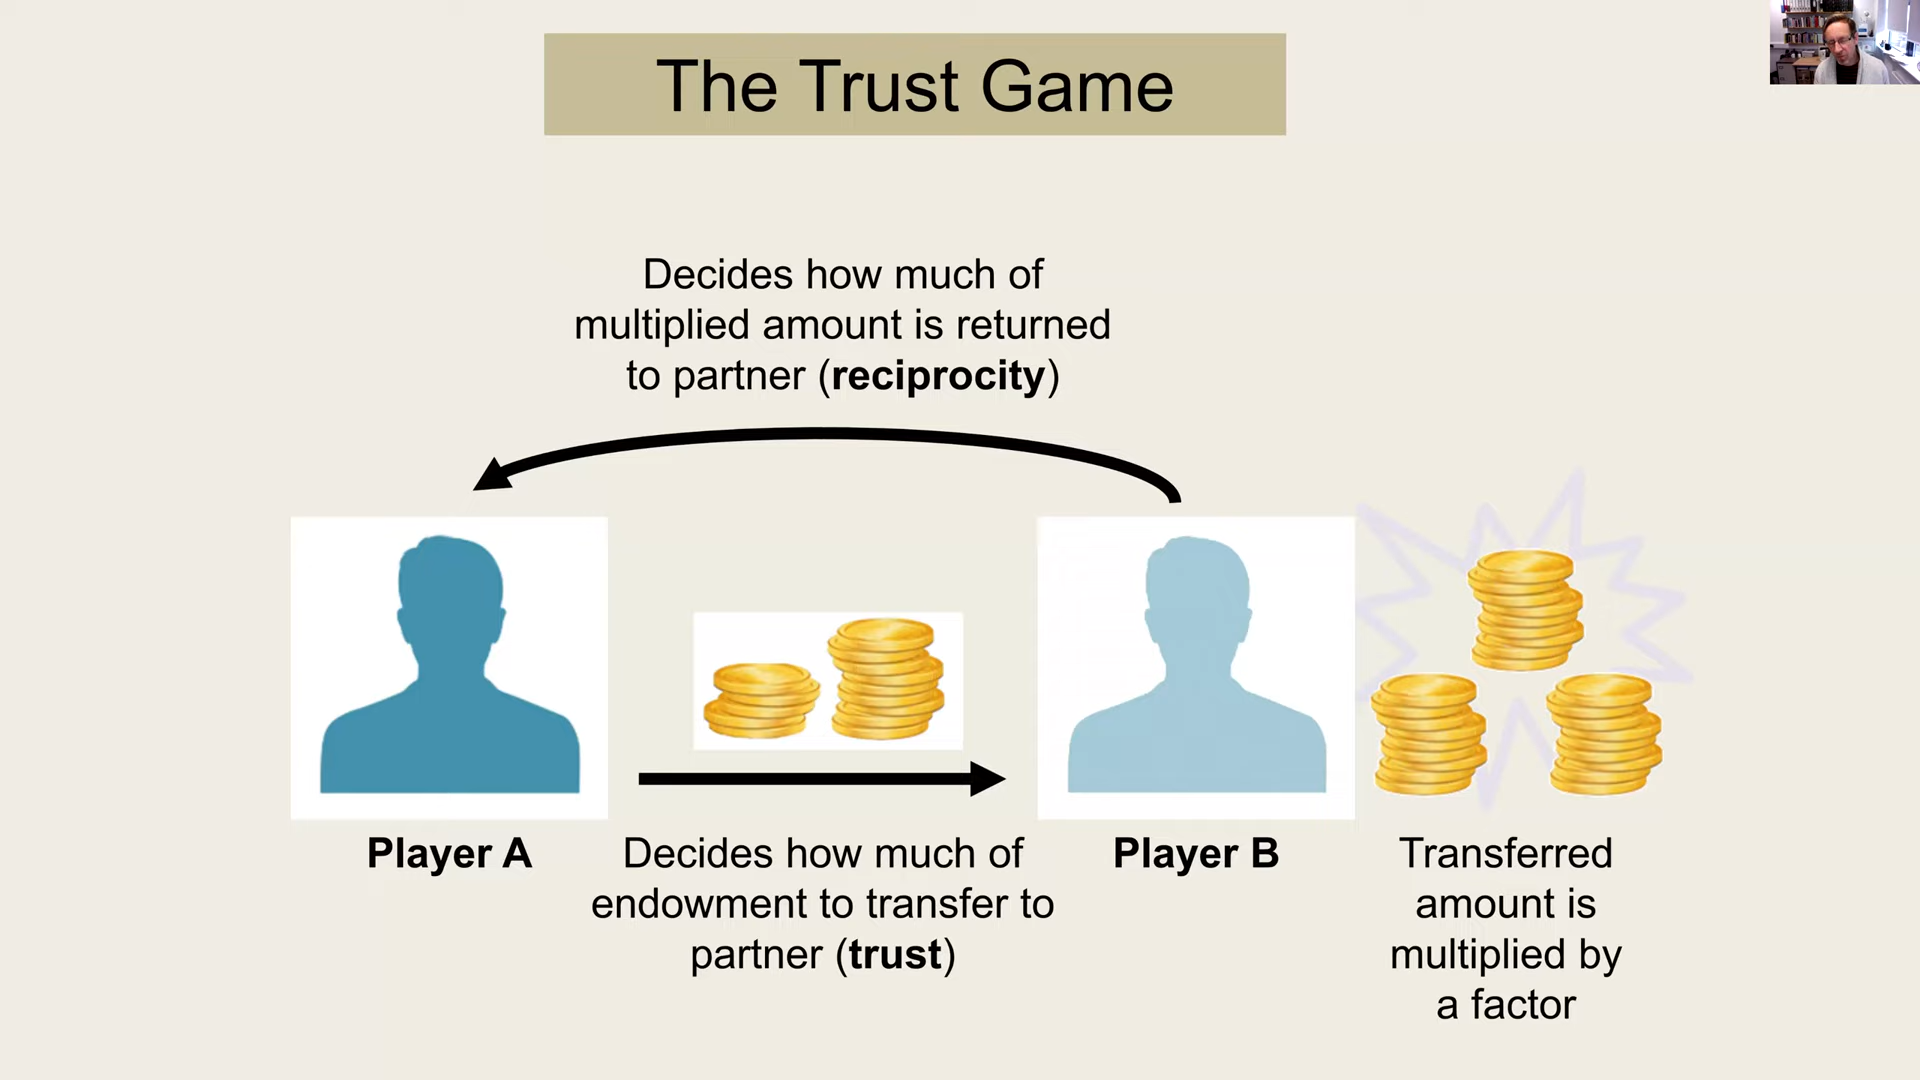 The Trust Game
Decides how much of
multiplied amount is returned
to partner (reciprocity)
Player A
Decides how much of
endowment to transfer to
partner (trust)
Player B
Transferred
amount is
multiplied by
a factor